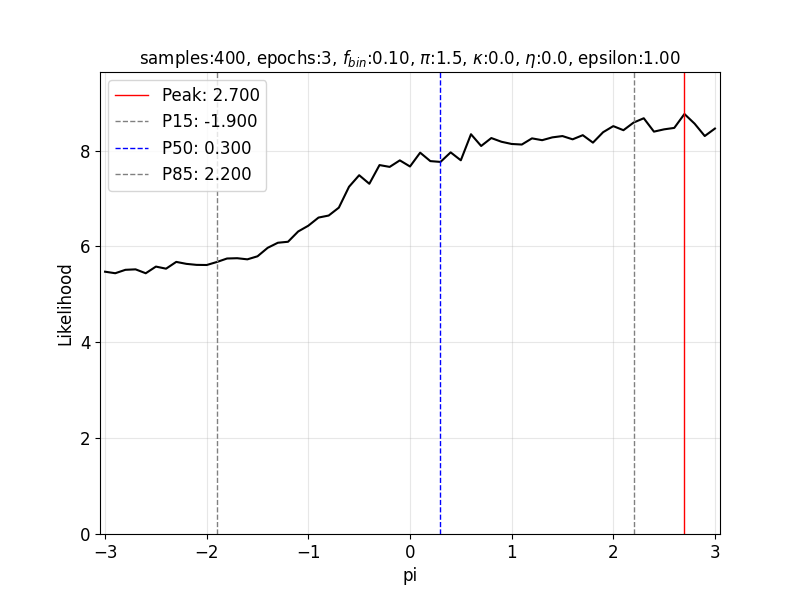 samples:400, epochs:3, f_bin:0.10, π:1.5, κ:0.0, η:0.0, epsilon:1.00
Peak: 2.700
P15: -1.900
P50: 0.300
P85: 2.200
Likelihood
8
6
4
2
0
−3 −2 −1 0 1 2 3
pi